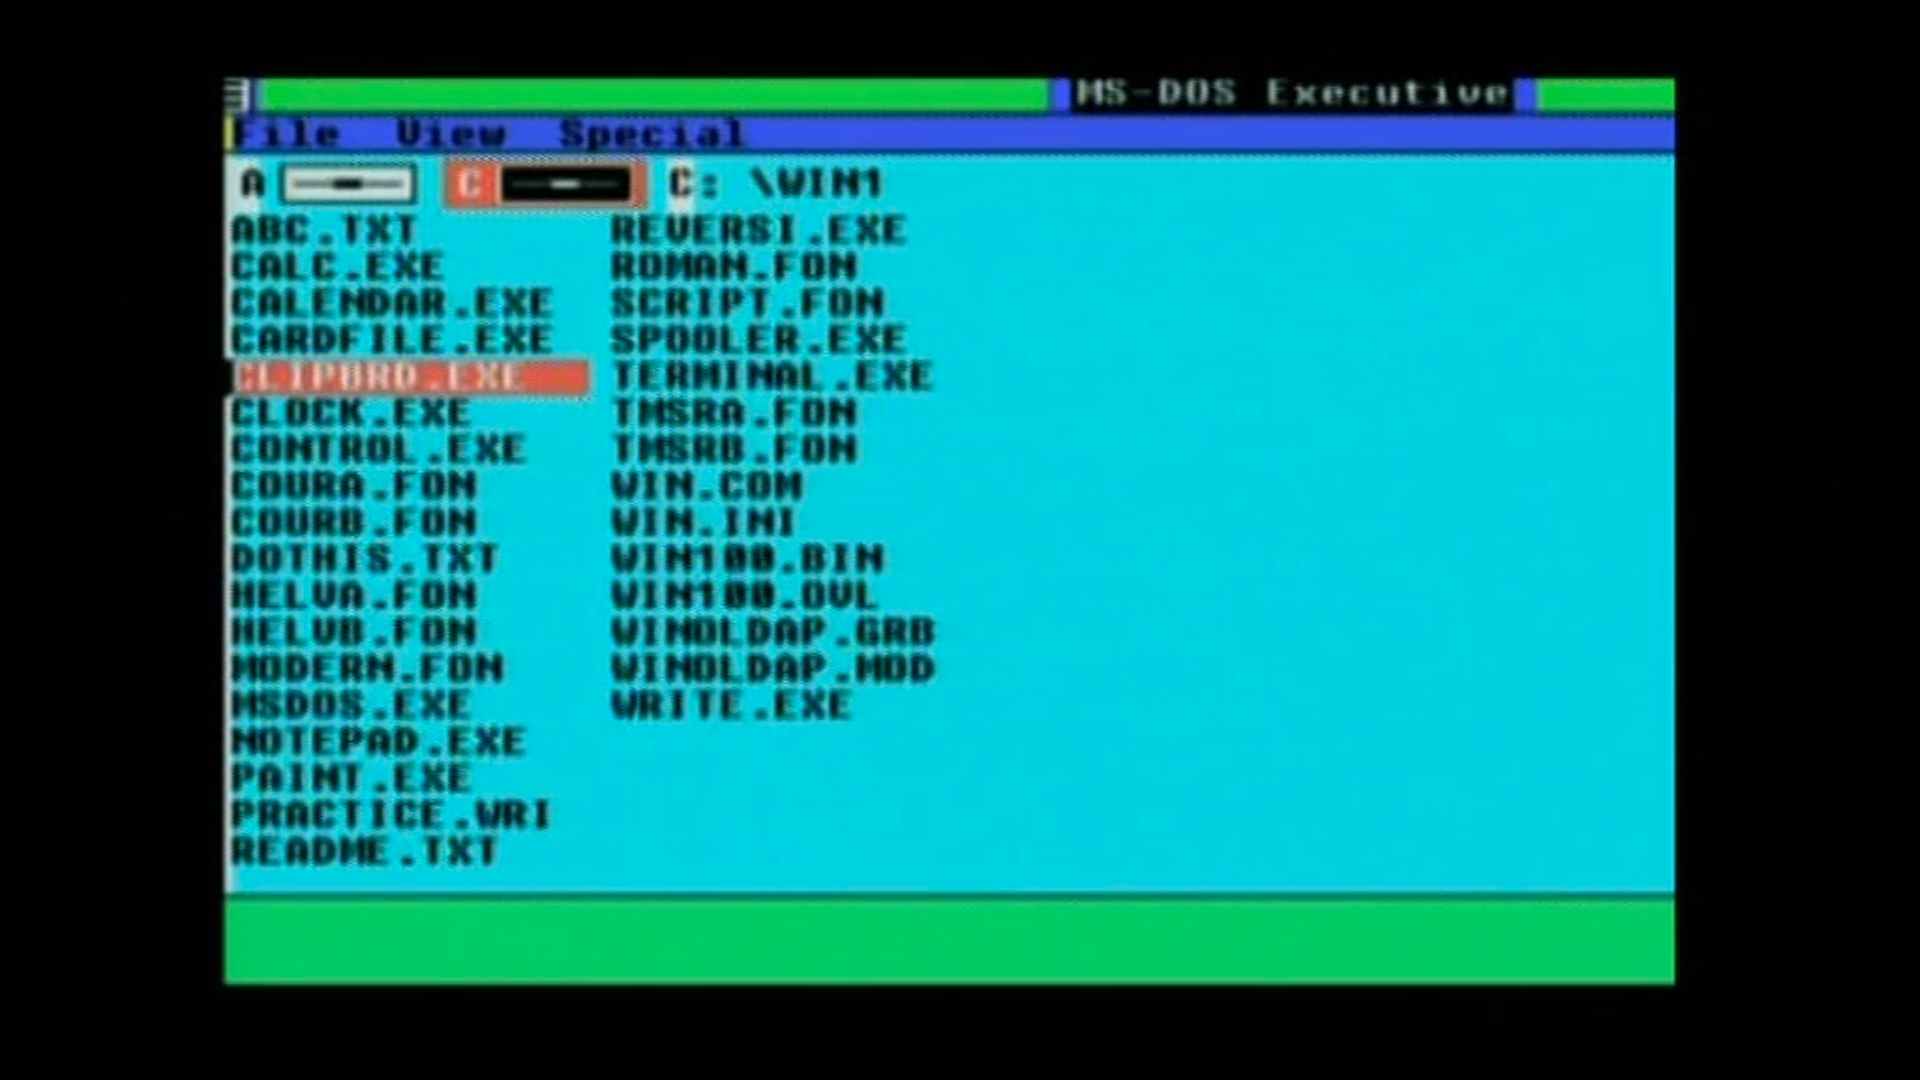 MS-DOS Executive
File View Special
A C C: \WIN1
ABC.TXT REVERSI.EXE
CALC.EXE ROMAN.FON
CALENDAR.EXE SCRIPT.FON
CARDFILE.EXE SPOOLER.EXE
CLIPBRD.EXE TERMINAL.EXE
CLOCK.EXE TMSRA.FON
CONTROL.EXE TMSRB.FON
COURA.FON WIN.COM
COURB.FON WIN.INI
DOTHIS.TXT WIN100.BIN
HELVA.FON WIN100.OVL
HELVB.FON WINOLDAP.GRB
MODERN.FON WINOLDAP.MOD
MSDOS.EXE WRITE.EXE
NOTEPAD.EXE
PAINT.EXE
PRACTICE.WRI
README.TXT